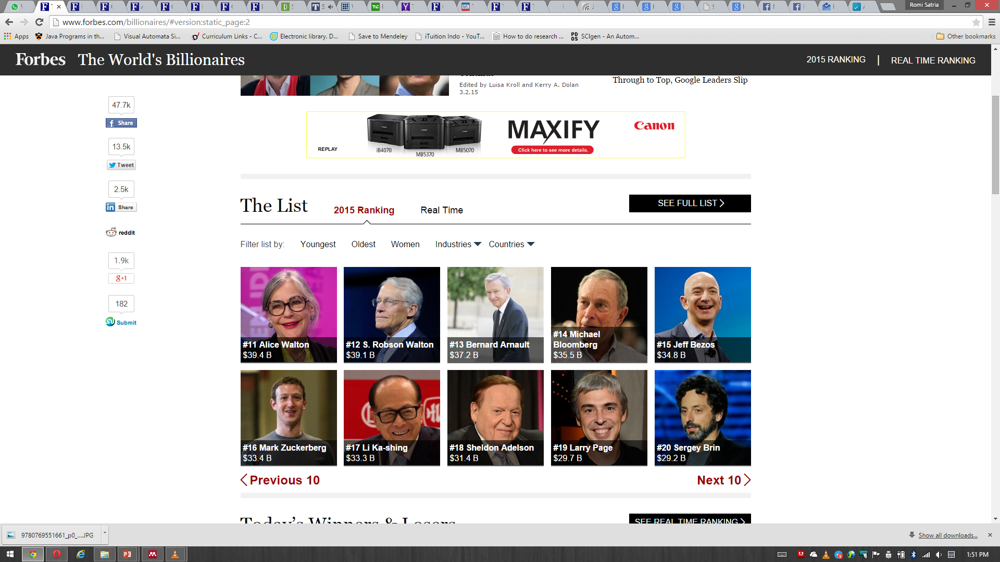 Romi Satria
www.forbes.com/billionaires/#version:static_page:2
Apps Java Programs in th... Visual Automata Si... Curriculum Links - C... Electronic library. D... Save to Mendeley iTuition Indo - YouT... How to do research ... SCIgen - An Autom... Other bookmarks
Forbes The World's Billionaires 2015 RANKING | REAL TIME RANKING
Edited by Luisa Kroll and Kerry A. Dolan
3.2.15
Through to Top, Google Leaders Slip
47.7k
Share
13.5k
Tweet
2.5k
Share
reddit
1.9k
g+1
182
Submit
REPLAY
iB4070
MB5370
MB5070
MAXIFY
Click here to see more details.
Canon
The List 2015 Ranking Real Time SEE FULL LIST
Filter list by: Youngest Oldest Women Industries Countries
#11 Alice Walton
$39.4 B
#12 S. Robson Walton
$39.1 B
#13 Bernard Arnault
$37.2 B
#14 Michael
Bloomberg
$35.5 B
#15 Jeff Bezos
$34.8 B
#16 Mark Zuckerberg
$33.4 B
#17 Li Ka-shing
$33.3 B
#18 Sheldon Adelson
$31.4 B
#19 Larry Page
$29.7 B
#20 Sergey Brin
$29.2 B
Previous 10 Next 10
Today's Winners & Losers SEE REAL TIME RANKING
9780769551661_p0_....JPG Show all downloads...
1:51 PM